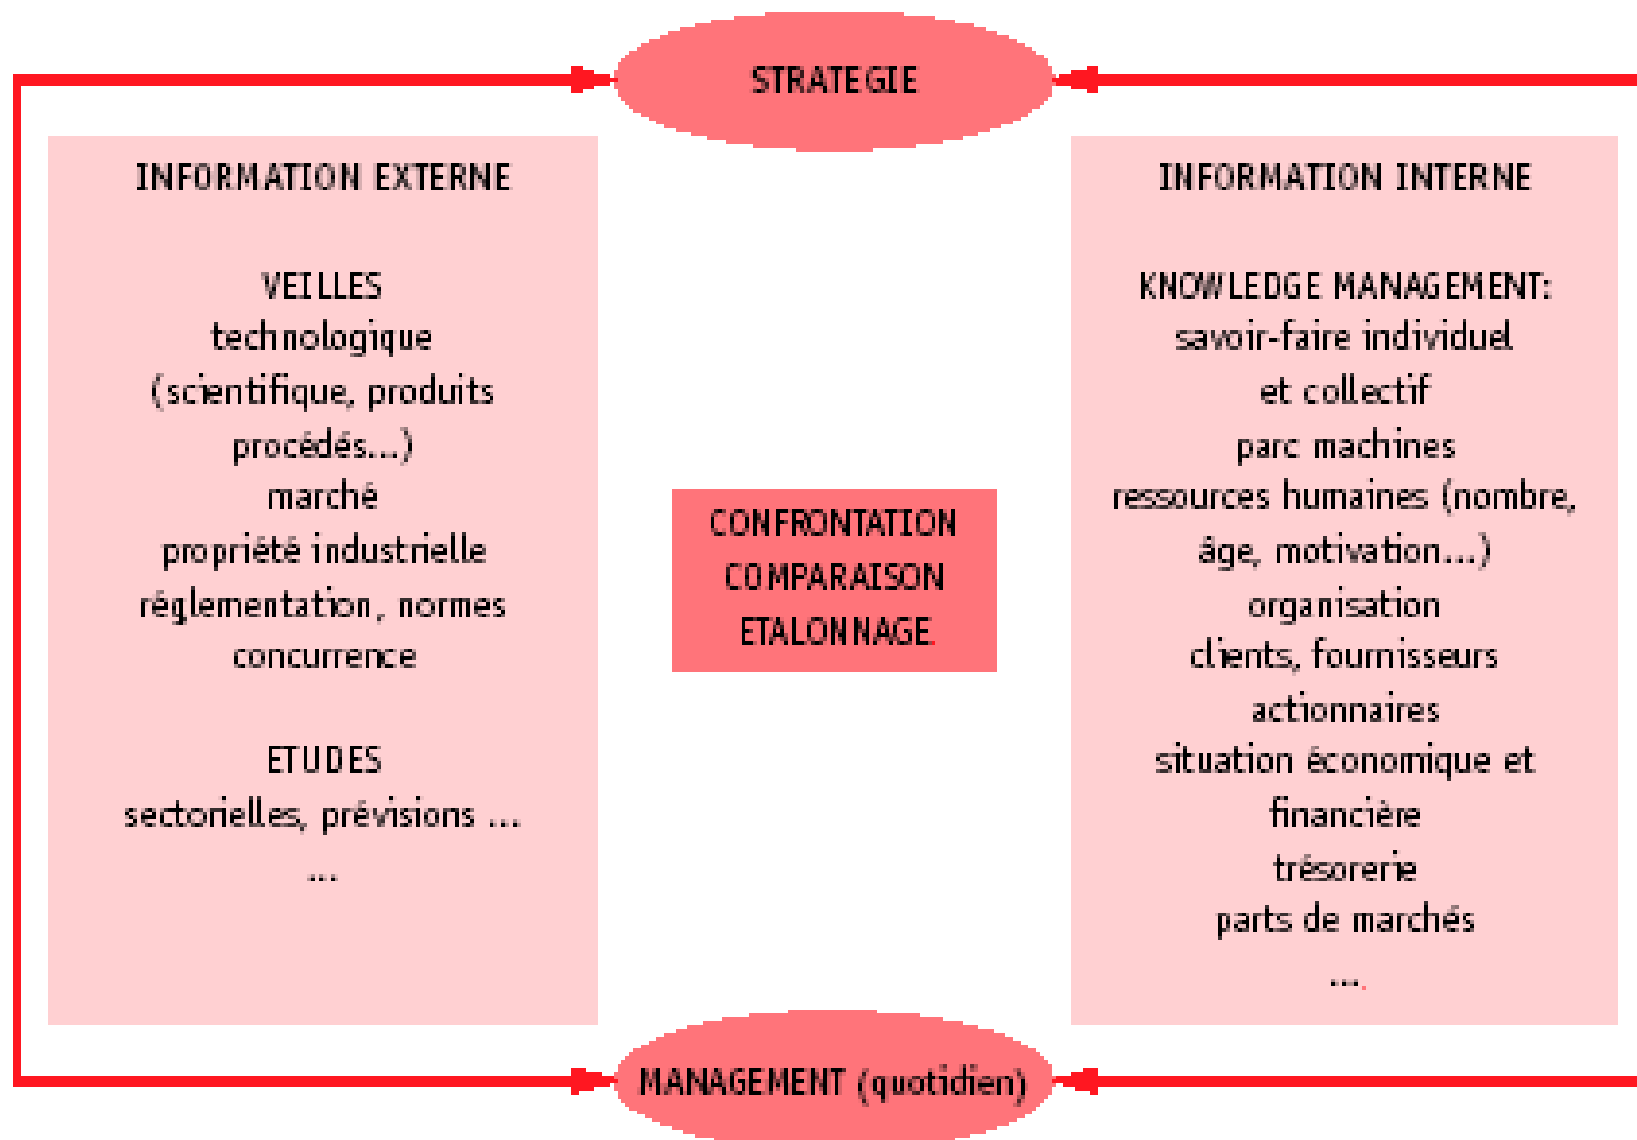 STRATEGIE
INFORMATION EXTERNE
VEILLES
technologique
(scientifique, produits
procédés...)
marché
propriété industrielle
réglementation, normes
concurrence
ETUDES
sectorielles, prévisions ...
...
CONFRONTATION
COMPARAISON
ETALONNAGE
INFORMATION INTERNE
KNOWLEDGE MANAGEMENT:
savoir-faire individuel
et collectif
parc machines
ressources humaines (nombre,
âge, motivation...)
organisation
clients, fournisseurs
actionnaires
situation économique et
financière
trésorerie
parts de marchés
....
MANAGEMENT (quotidien)